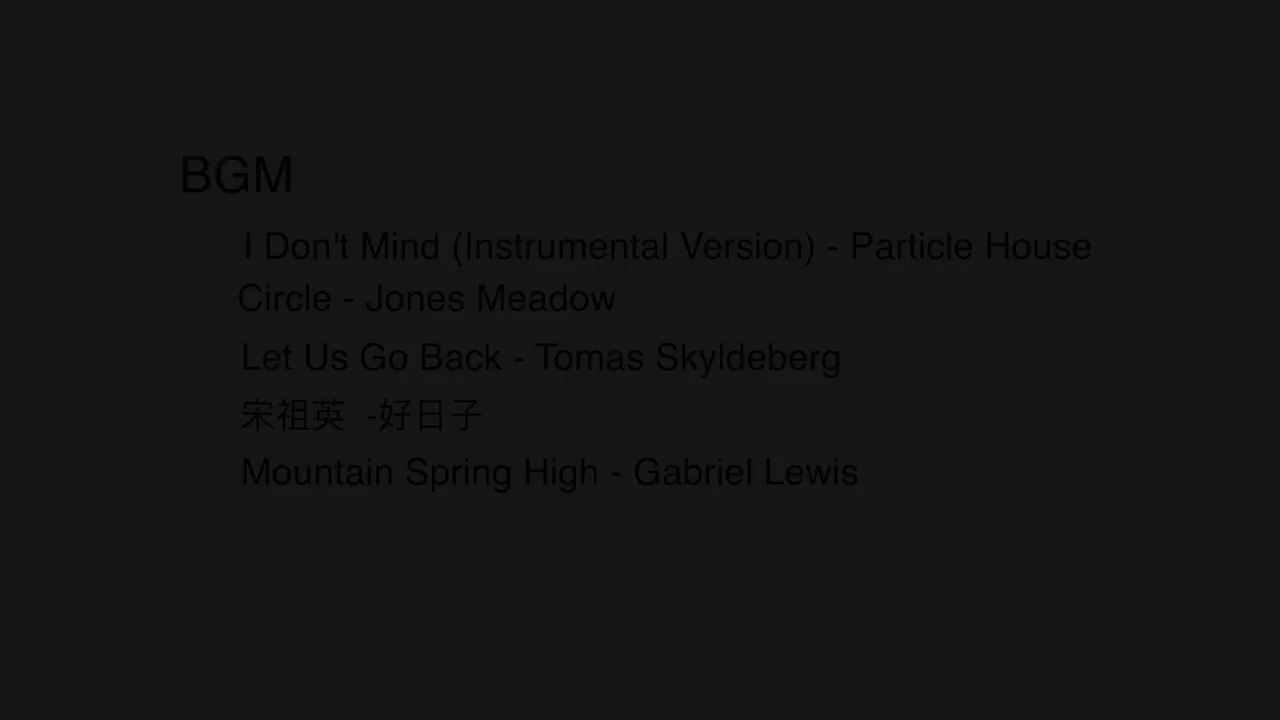 BGM
I Don't Mind (Instrumental Version) - Particle House
Circle - Jones Meadow
Let Us Go Back - Tomas Skyldeberg
宋祖英 -好日子
Mountain Spring High - Gabriel Lewis